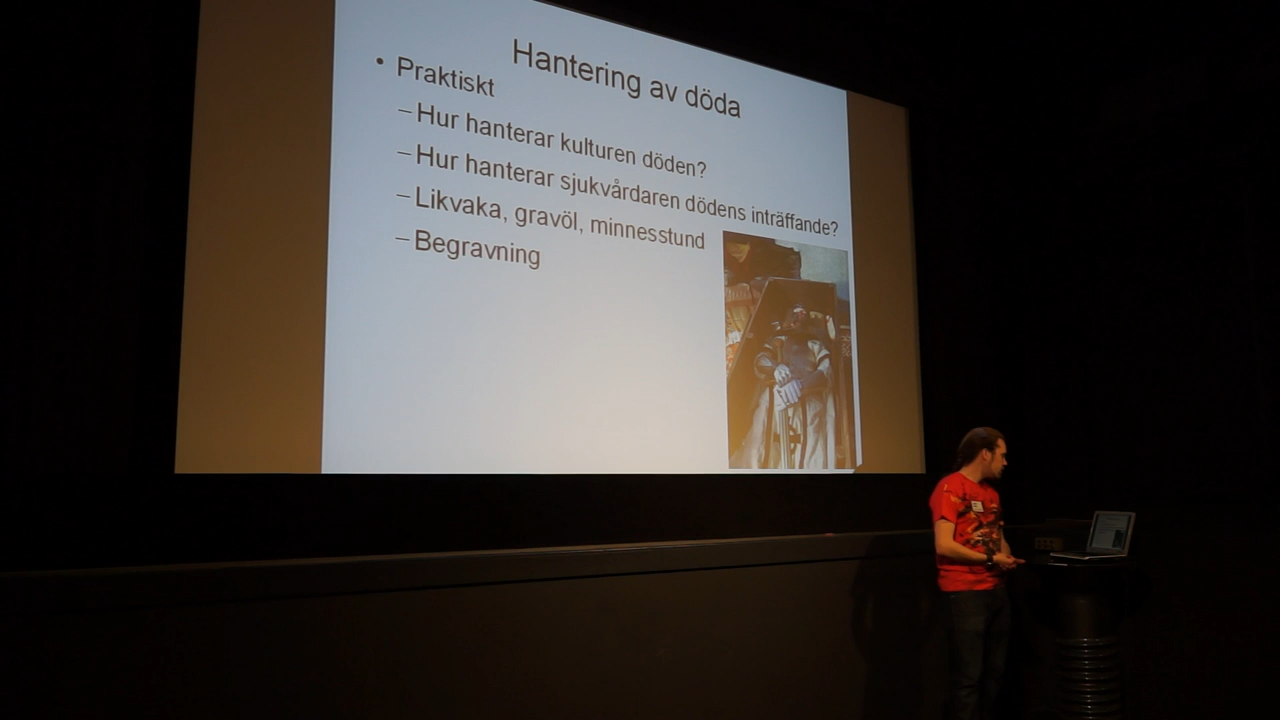 Hantering av döda
• Praktiskt
–Hur hanterar kulturen döden?
–Hur hanterar sjukvårdaren dödens inträffande?
–Likvaka, gravöl, minnesstund
–Begravning